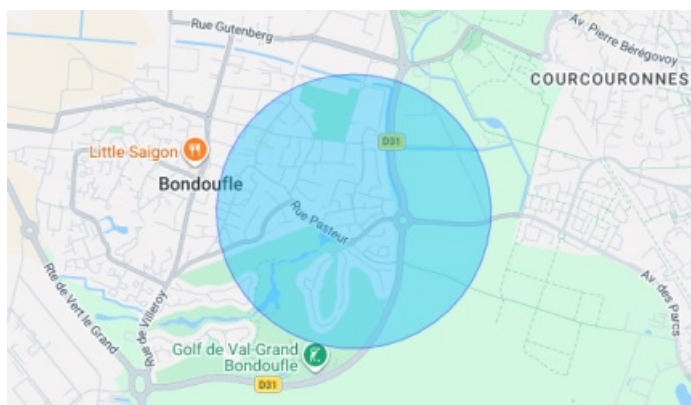 Rue Gutenberg
Av. Pierre Bérégovoy
COURCOURONNES
D31
Little Saigon
Bondoufle
Rue Pasteur
Rte de Vert le Grand
Rue de Villeroy
Av. des Parcs
Golf de Val-Grand
Bondoufle
D31